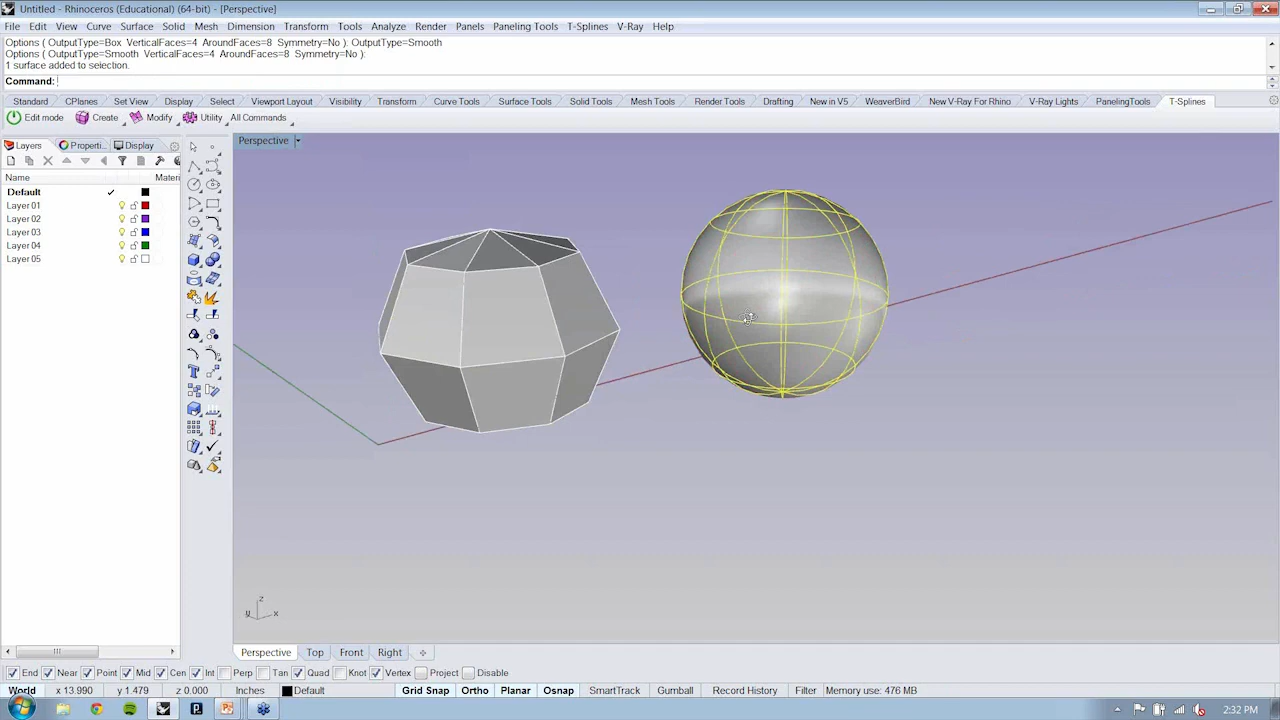 Untitled - Rhinoceros (Educational) (64-bit) - [Perspective]
File Edit View Curve Surface Solid Mesh Dimension Transform Tools Analyze Render Panels Paneling Tools T-Splines V-Ray Help
Options ( OutputType=Box VerticalFaces=4 AroundFaces=8 Symmetry=No ): OutputType=Smooth
Options ( OutputType=Smooth VerticalFaces=4 AroundFaces=8 Symmetry=No ):
1 surface added to selection.
Command:
Standard CPlanes Set View Display Select Viewport Layout Visibility Transform Curve Tools Surface Tools Solid Tools Mesh Tools Render Tools Drafting New in V5 WeaverBird New V-Ray For Rhino V-Ray Lights PanelingTools T-Splines
Edit mode Create Modify Utility All Commands
Layers Properti... Display
Perspective
Name Materi
Default
Layer 01
Layer 02
Layer 03
Layer 04
Layer 05
z
y x
Perspective Top Front Right
End Near Point Mid Cen Int Perp Tan Quad Knot Vertex Project Disable
World x 13.990 y 1.479 z 0.000 Inches Default Grid Snap Ortho Planar Osnap SmartTrack Gumball Record History Filter Memory use: 476 MB
2:32 PM